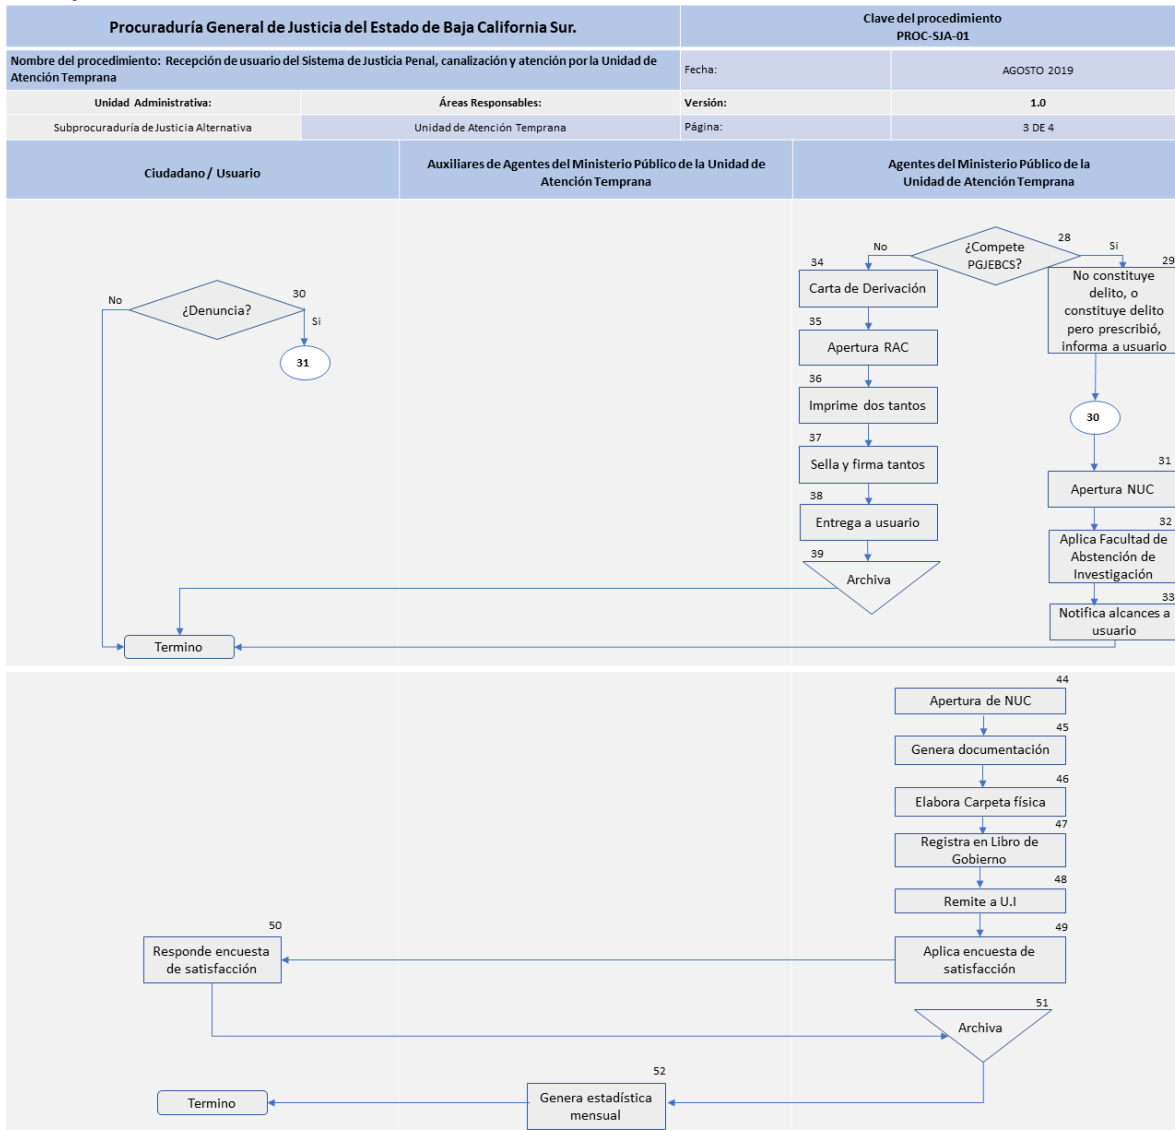 Procuraduría General de Justicia del Estado de Baja California Sur.
Clave del procedimiento
PROC-SJA-01
Nombre del procedimiento: Recepción de usuario del Sistema de Justicia Penal, canalización y atención por la Unidad de
Atención Temprana
Fecha:
AGOSTO 2019
Unidad Administrativa:
Áreas Responsables:
Versión:
1.0
Subprocuraduría de Justicia Alternativa
Unidad de Atención Temprana
Página:
3 DE 4
Ciudadano / Usuario
Auxiliares de Agentes del Ministerio Público de la Unidad de
Atención Temprana
Agentes del Ministerio Público de la
Unidad de Atención Temprana
28
¿Compete
PGJEBCS?
No
Si
34
Carta de Derivación
29
No constituye
delito, o
constituye delito
pero prescribió,
informa a usuario
30
¿Denuncia?
No
Si
31
35
Apertura RAC
36
Imprime dos tantos
30
37
Sella y firma tantos
31
Apertura NUC
38
Entrega a usuario
32
Aplica Facultad de
Abstención de
Investigación
39
Archiva
33
Notifica alcances a
usuario
Termino
44
Apertura de NUC
45
Genera documentación
46
Elabora Carpeta física
47
Registra en Libro de
Gobierno
48
Remite a U.I
49
Aplica encuesta de
satisfacción
50
Responde encuesta
de satisfacción
51
Archiva
52
Genera estadística
mensual
Termino